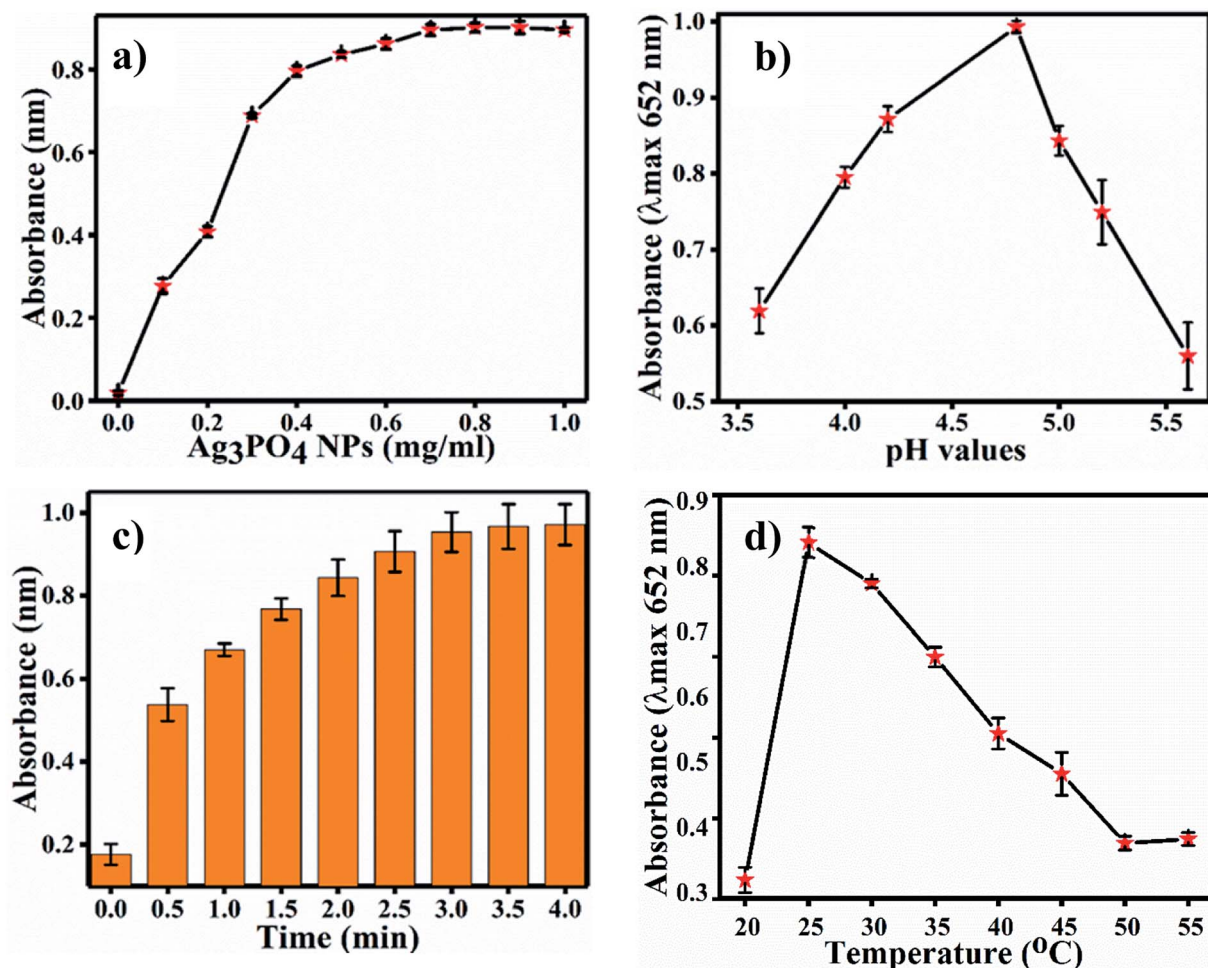 a)
Absorbance (nm)
0.8
0.6
0.4
0.2
0.0
0.0 0.2 0.4 0.6 0.8 1.0
Ag₃PO₄ NPs (mg/ml)
b)
Absorbance (λmax 652 nm)
1.0
0.9
0.8
0.7
0.6
0.5
3.5 4.0 4.5 5.0 5.5
pH values
c)
Absorbance (nm)
1.0
0.8
0.6
0.4
0.2
0.0 0.5 1.0 1.5 2.0 2.5 3.0 3.5 4.0
Time (min)
d)
Absorbance (λmax 652 nm)
0.9
0.8
0.7
0.6
0.5
0.4
0.3
20 25 30 35 40 45 50 55
Temperature (⁰C)